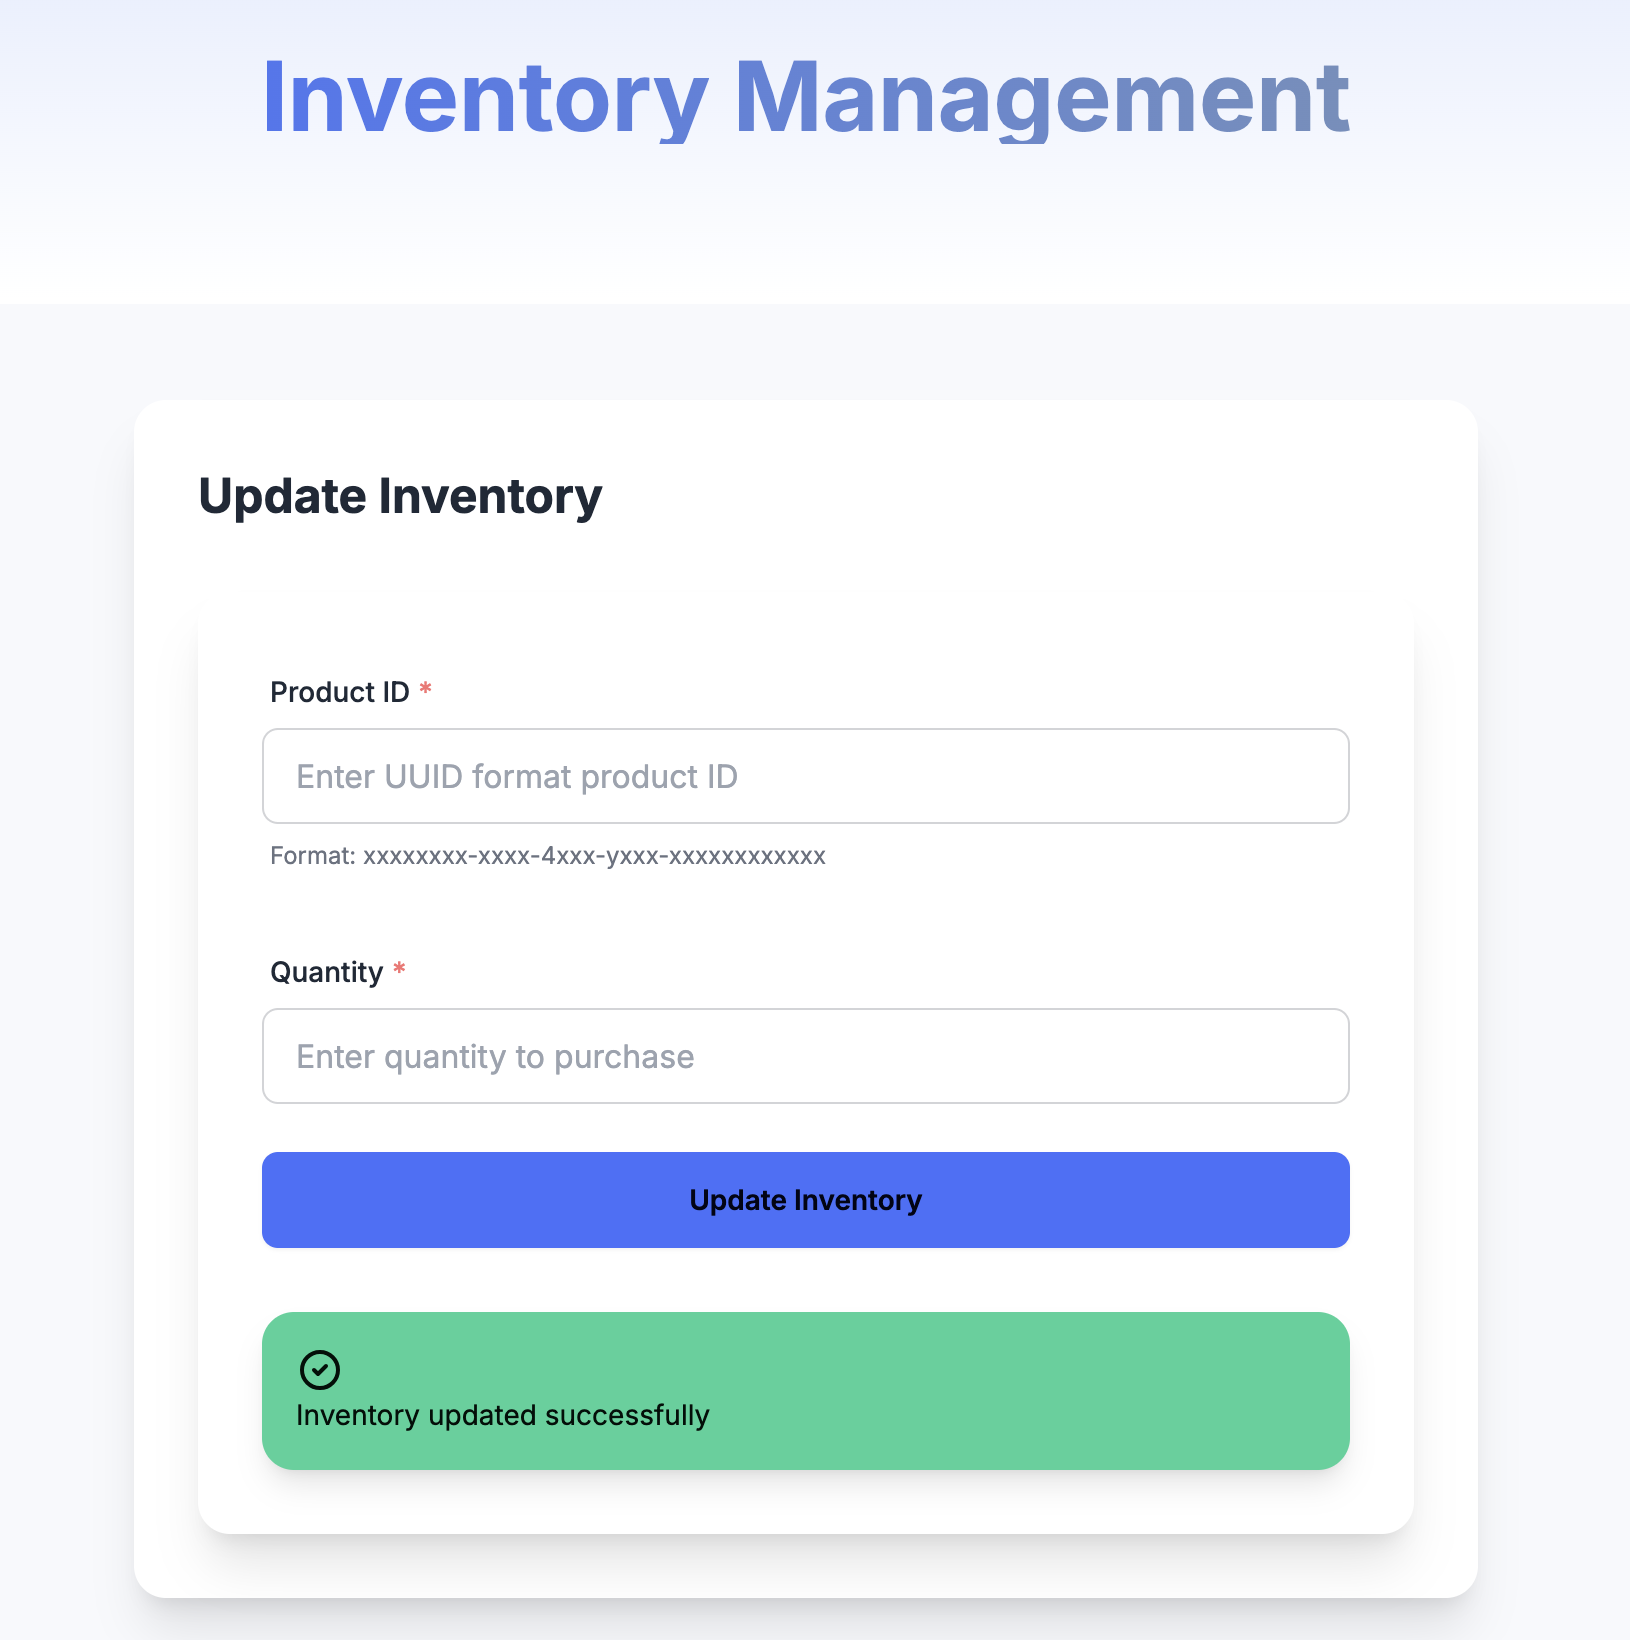 Inventory Management
Update Inventory
Product ID *
Enter UUID format product ID
Format: xxxxxxxx-xxxx-4xxx-yxxx-xxxxxxxxxxxx
Quantity *
Enter quantity to purchase
Update Inventory
Inventory updated successfully